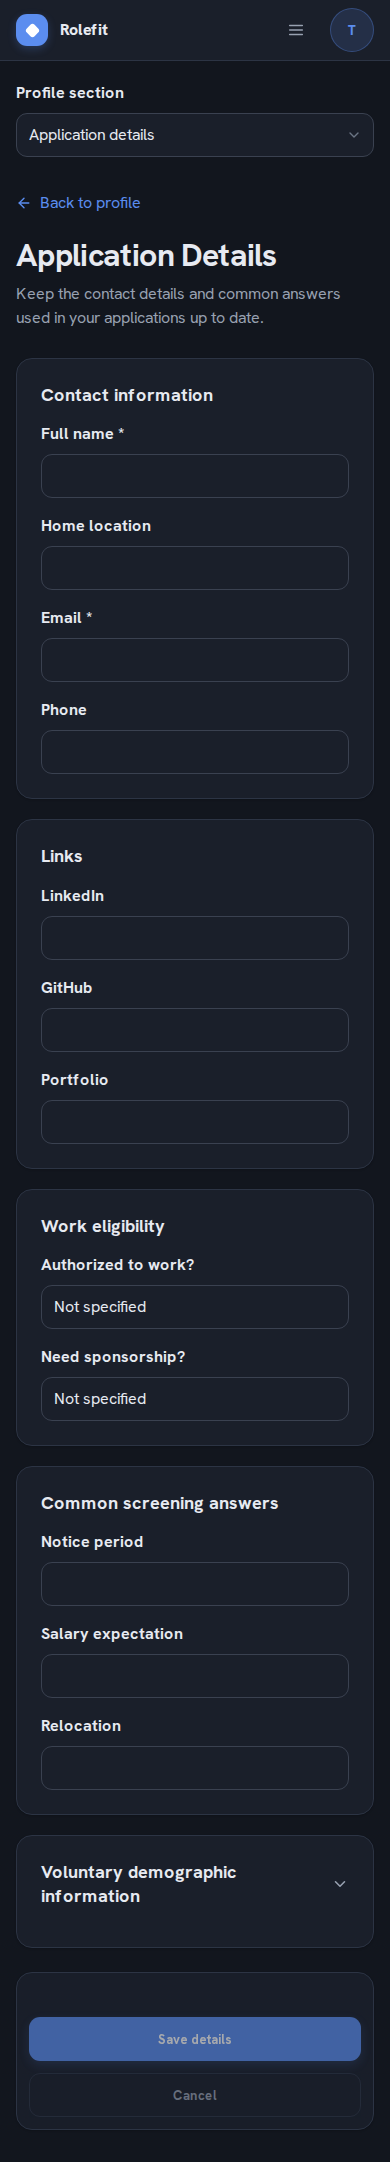 Rolefit
T
Profile section
Application details
Back to profile
Application Details
Keep the contact details and common answers
used in your applications up to date.
Contact information
Full name *
Home location
Email *
Phone
Links
LinkedIn
GitHub
Portfolio
Work eligibility
Authorized to work?
Not specified
Need sponsorship?
Not specified
Common screening answers
Notice period
Salary expectation
Relocation
Voluntary demographic
information
Save details
Cancel